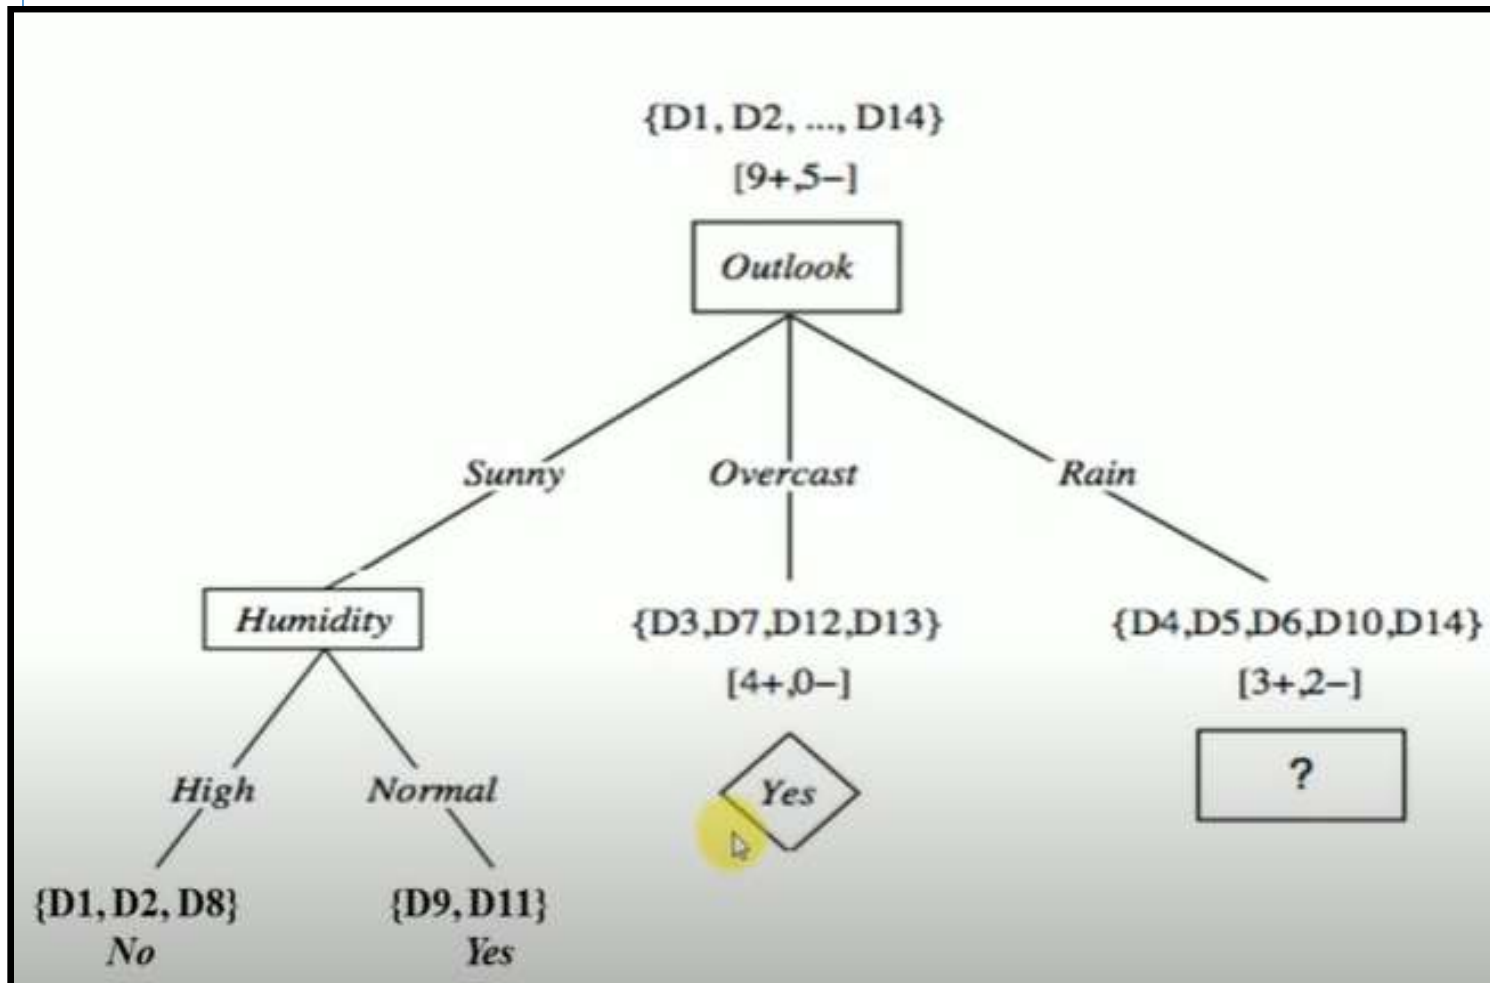 {D1, D2, ..., D14}
[9+,5−]
Outlook
Sunny
Overcast
Rain
Humidity
{D3,D7,D12,D13}
{D4,D5,D6,D10,D14}
[4+,0−]
[3+,2−]
High
Normal
Yes
?
{D1, D2, D8}
{D9, D11}
No
Yes